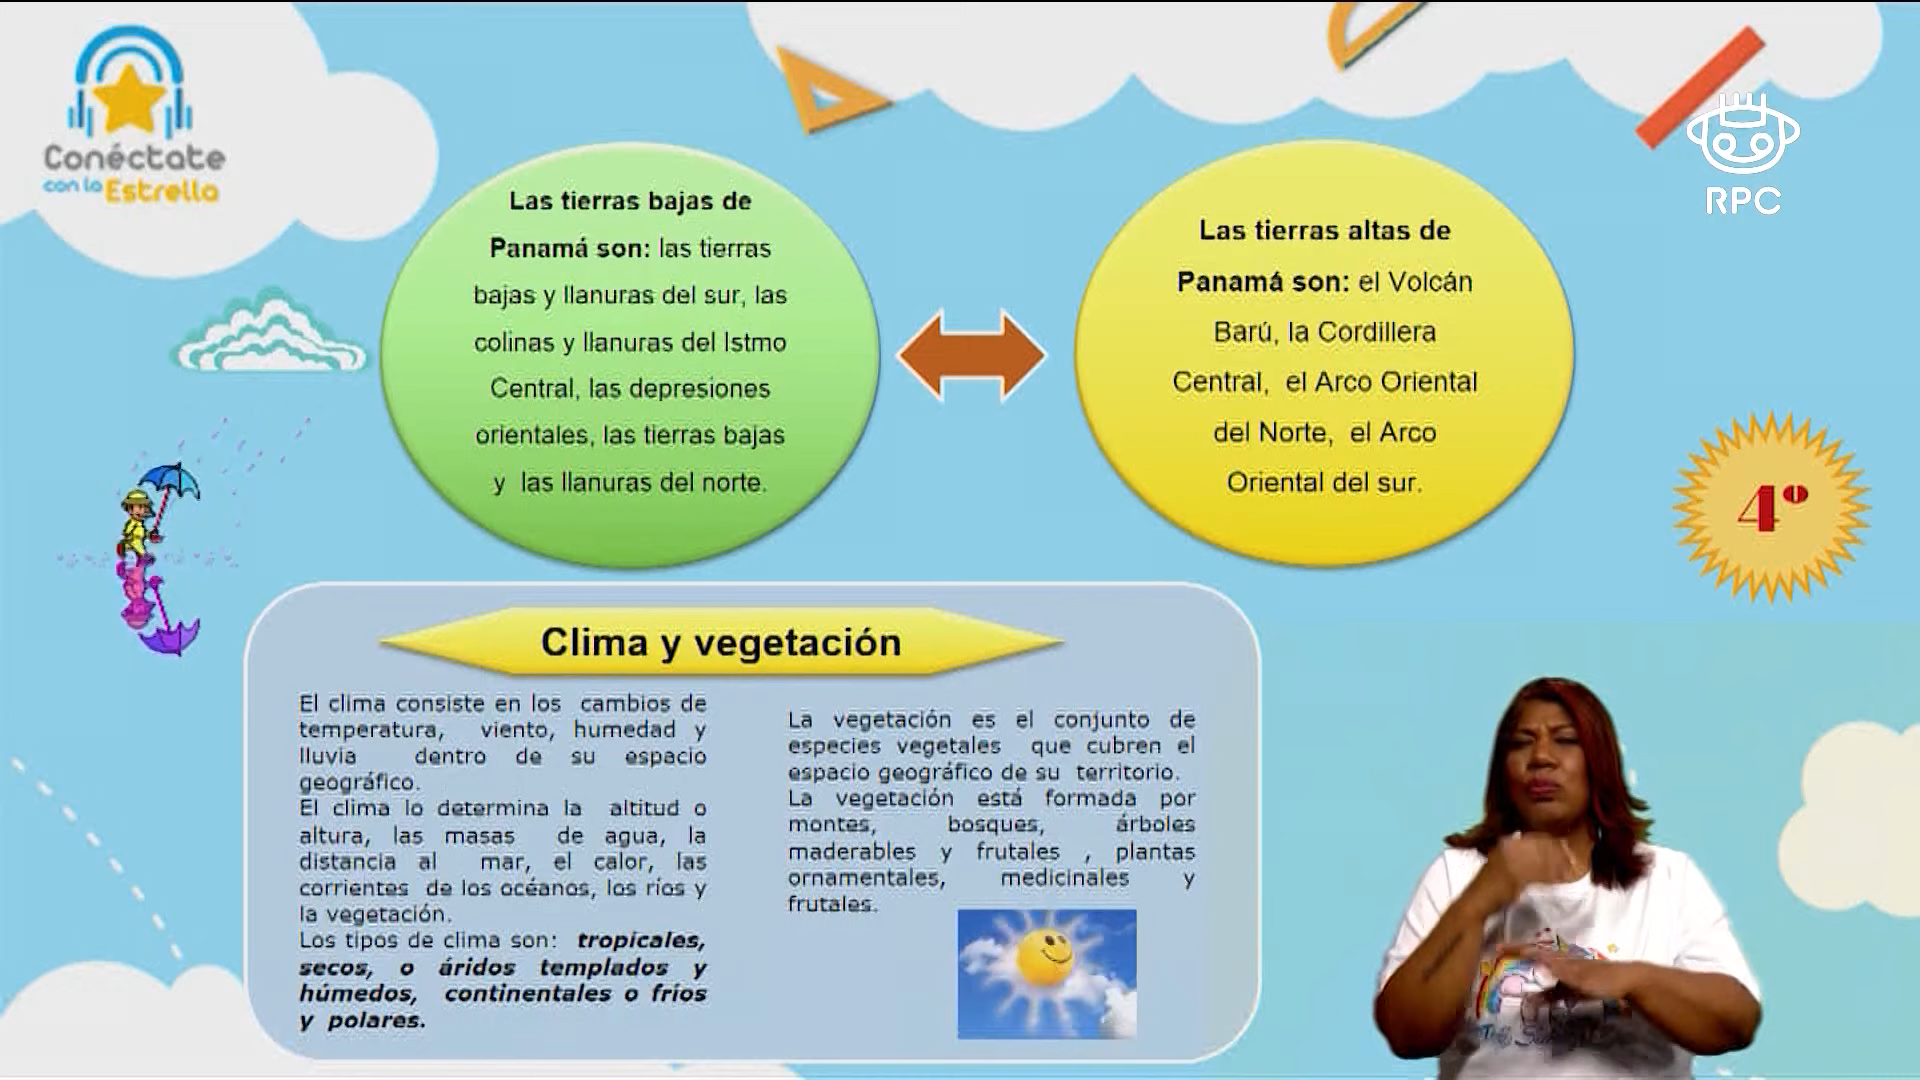 Conéctate
con la Estrella
RPC
Las tierras bajas de
Panamá son: las tierras
bajas y llanuras del sur, las
colinas y llanuras del Istmo
Central, las depresiones
orientales, las tierras bajas
y las llanuras del norte.
Las tierras altas de
Panamá son: el Volcán
Barú, la Cordillera
Central, el Arco Oriental
del Norte, el Arco
Oriental del sur.
4º
Clima y vegetación
El clima consiste en los cambios de
temperatura, viento, humedad y
lluvia dentro de su espacio
geográfico.
El clima lo determina la altitud o
altura, las masas de agua, la
distancia al mar, el calor, las
corrientes de los océanos, los ríos y
la vegetación.
Los tipos de clima son: tropicales,
secos, o áridos templados y
húmedos, continentales o fríos
y polares.
La vegetación es el conjunto de
especies vegetales que cubren el
espacio geográfico de su territorio.
La vegetación está formada por
montes, bosques, árboles
maderables y frutales , plantas
ornamentales, medicinales y
frutales.